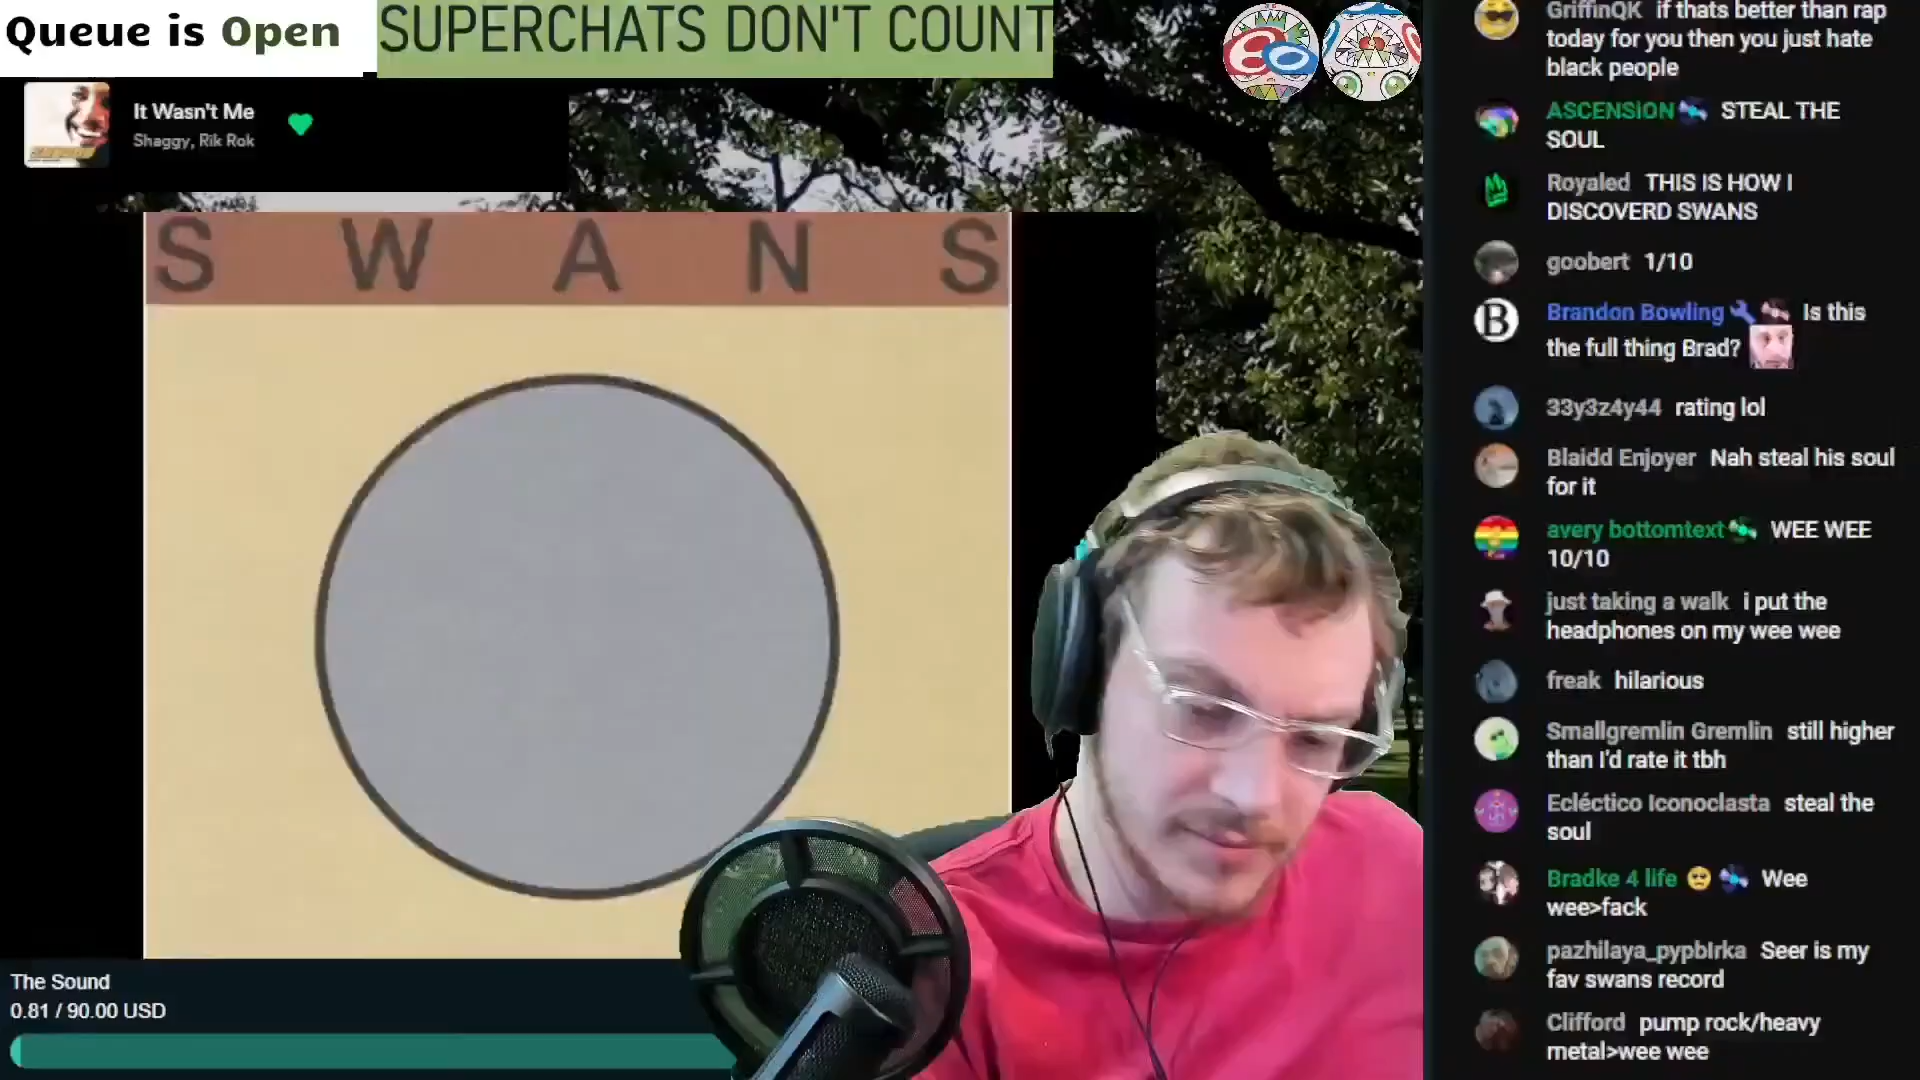 Queue is Open
SUPERCHATS DON'T COUNT
It Wasn't Me
Shaggy, Rik Rok
S W A N S
The Sound
0.81 / 90.00 USD
GriffinQK if thats better than rap
today for you then you just hate
black people
ASCENSION STEAL THE
SOUL
Royaled THIS IS HOW I
DISCOVERD SWANS
goobert 1/10
B
Brandon Bowling Is this
the full thing Brad?
33y3z4y44 rating lol
Blaidd Enjoyer Nah steal his soul
for it
avery bottomtext WEE WEE
10/10
just taking a walk i put the
headphones on my wee wee
freak hilarious
Smallgremlin Gremlin still higher
than I'd rate it tbh
Ecléctico Iconoclasta steal the
soul
Bradke 4 life 🥺 Wee
wee>fack
pazhilaya_pypbIrka Seer is my
fav swans record
Clifford pump rock/heavy
metal>wee wee